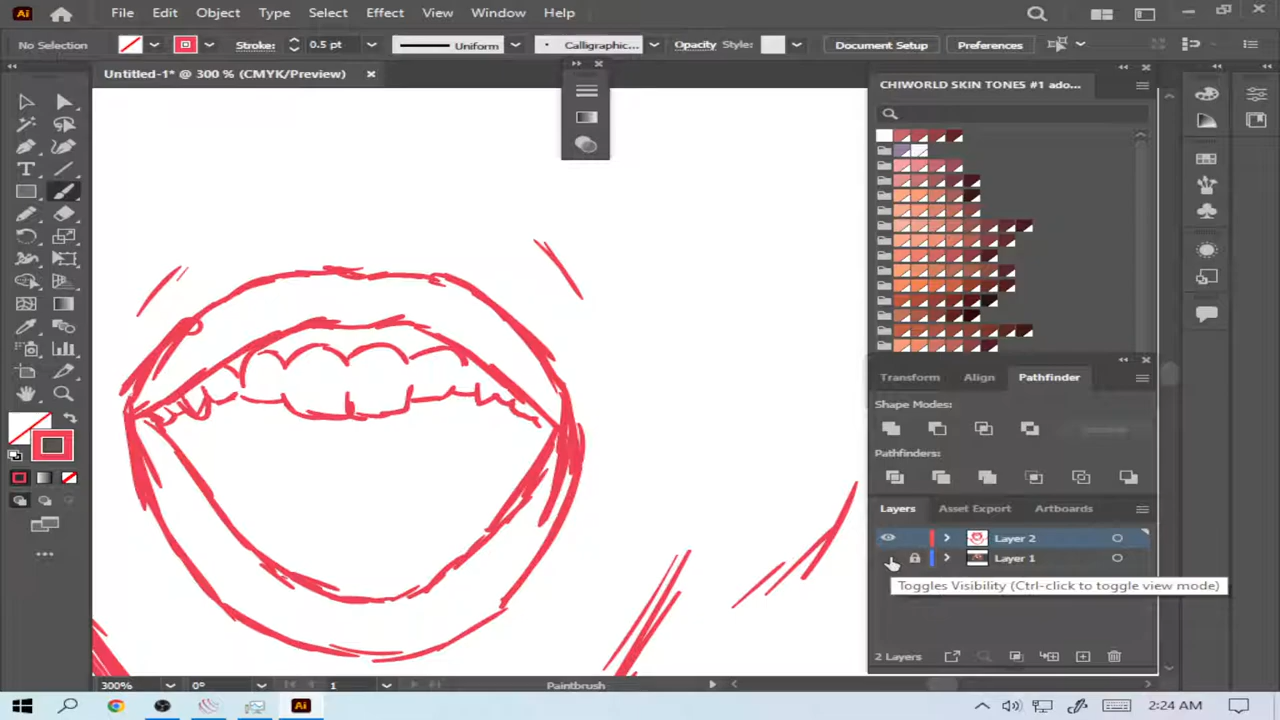 Ai File Edit Object Type Select Effect View Window Help
No Selection Stroke: 0.5 pt Uniform Calligraphic... Opacity Style: Document Setup Preferences
Untitled-1* @ 300 % (CMYK/Preview)
CHIWORLD SKIN TONES #1 ado...
Transform Align Pathfinder
Shape Modes:
Pathfinders:
Layers Asset Export Artboards
Layer 2
Layer 1
Toggles Visibility (Ctrl-click to toggle view mode)
2 Layers
300% 0° 1 Paintbrush
Ai 2:24 AM